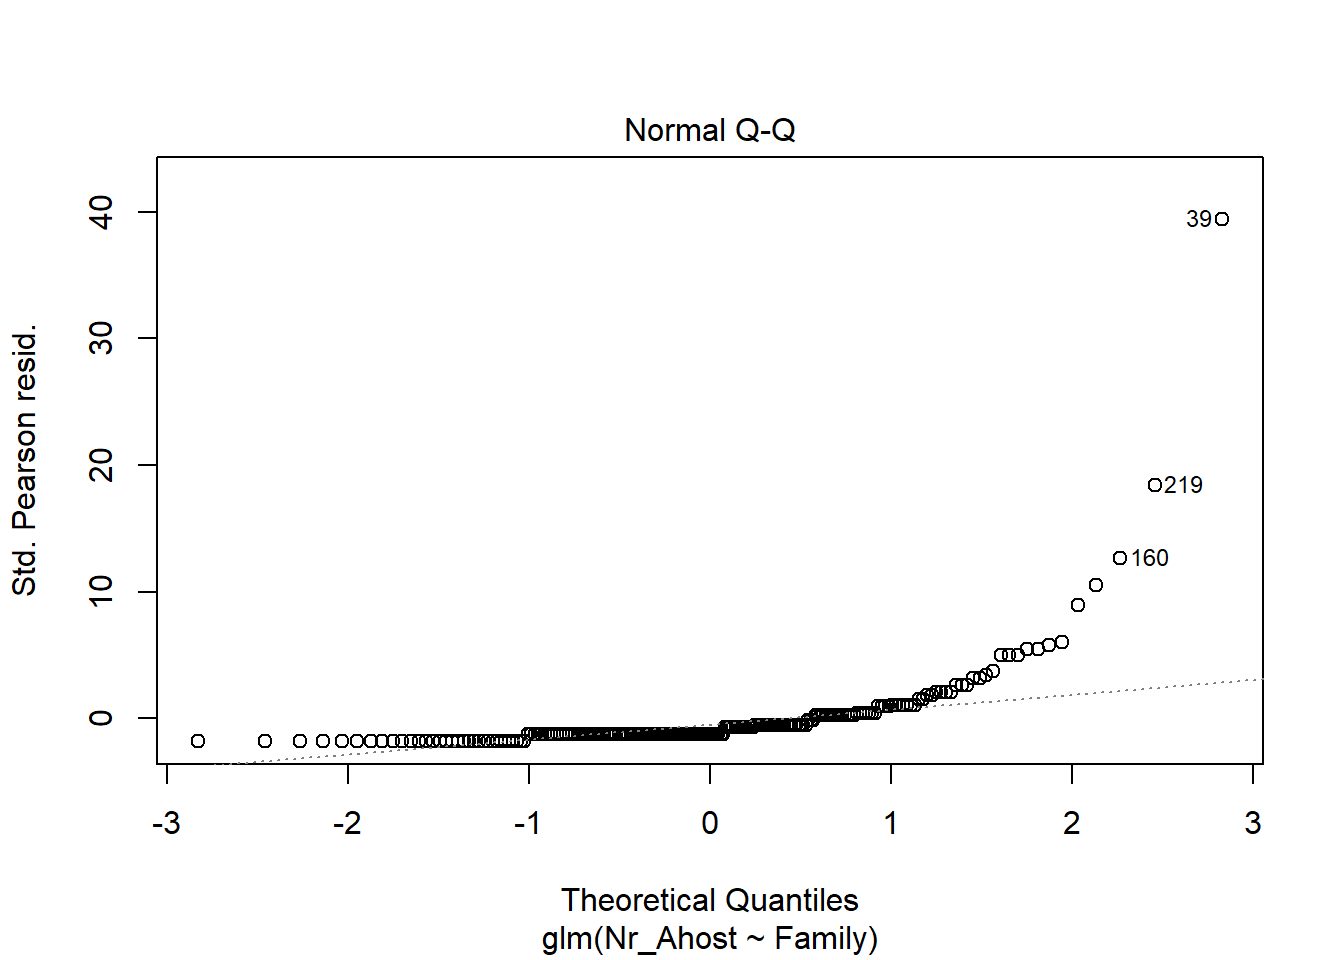 Normal Q-Q
Std. Pearson resid.
40
30
20
10
0
39
219
160
-3 -2 -1 0 1 2 3
Theoretical Quantiles
glm(Nr_Ahost ~ Family)